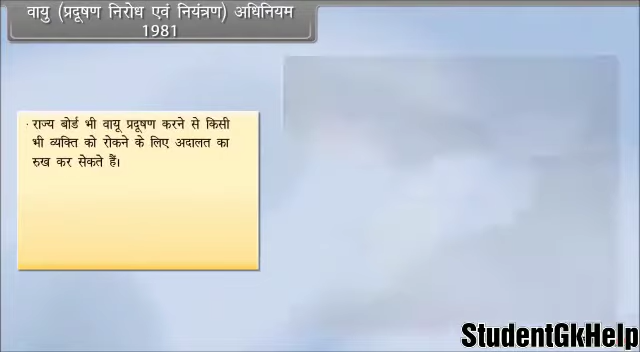 वायु (प्रदूषण निरोध एवं नियंत्रण) अधिनियम
1981
· राज्य बोर्ड भी वायू प्रदूषण करने से किसी
भी व्यक्ति को रोकने के लिए अदालत का
रुख कर सेकते हैं।
StudentGkHelp